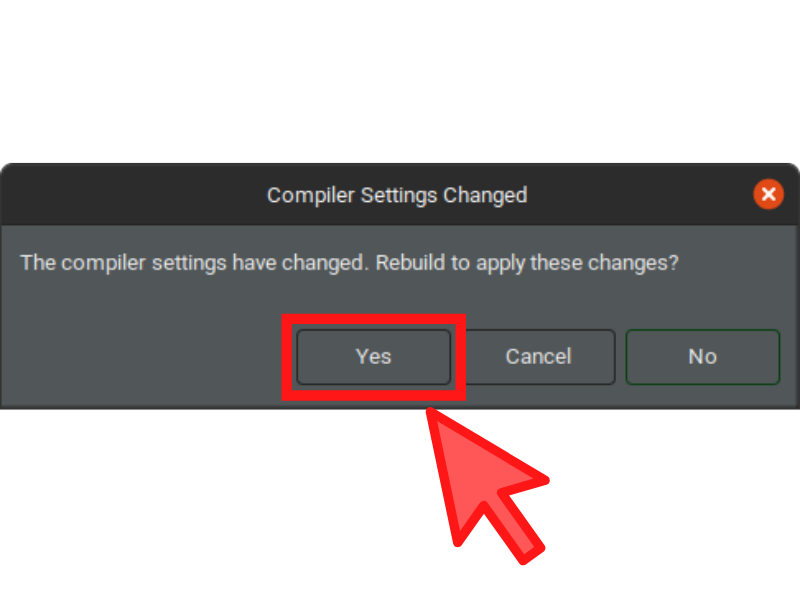 Compiler Settings Changed
The compiler settings have changed. Rebuild to apply these changes?
Yes Cancel No